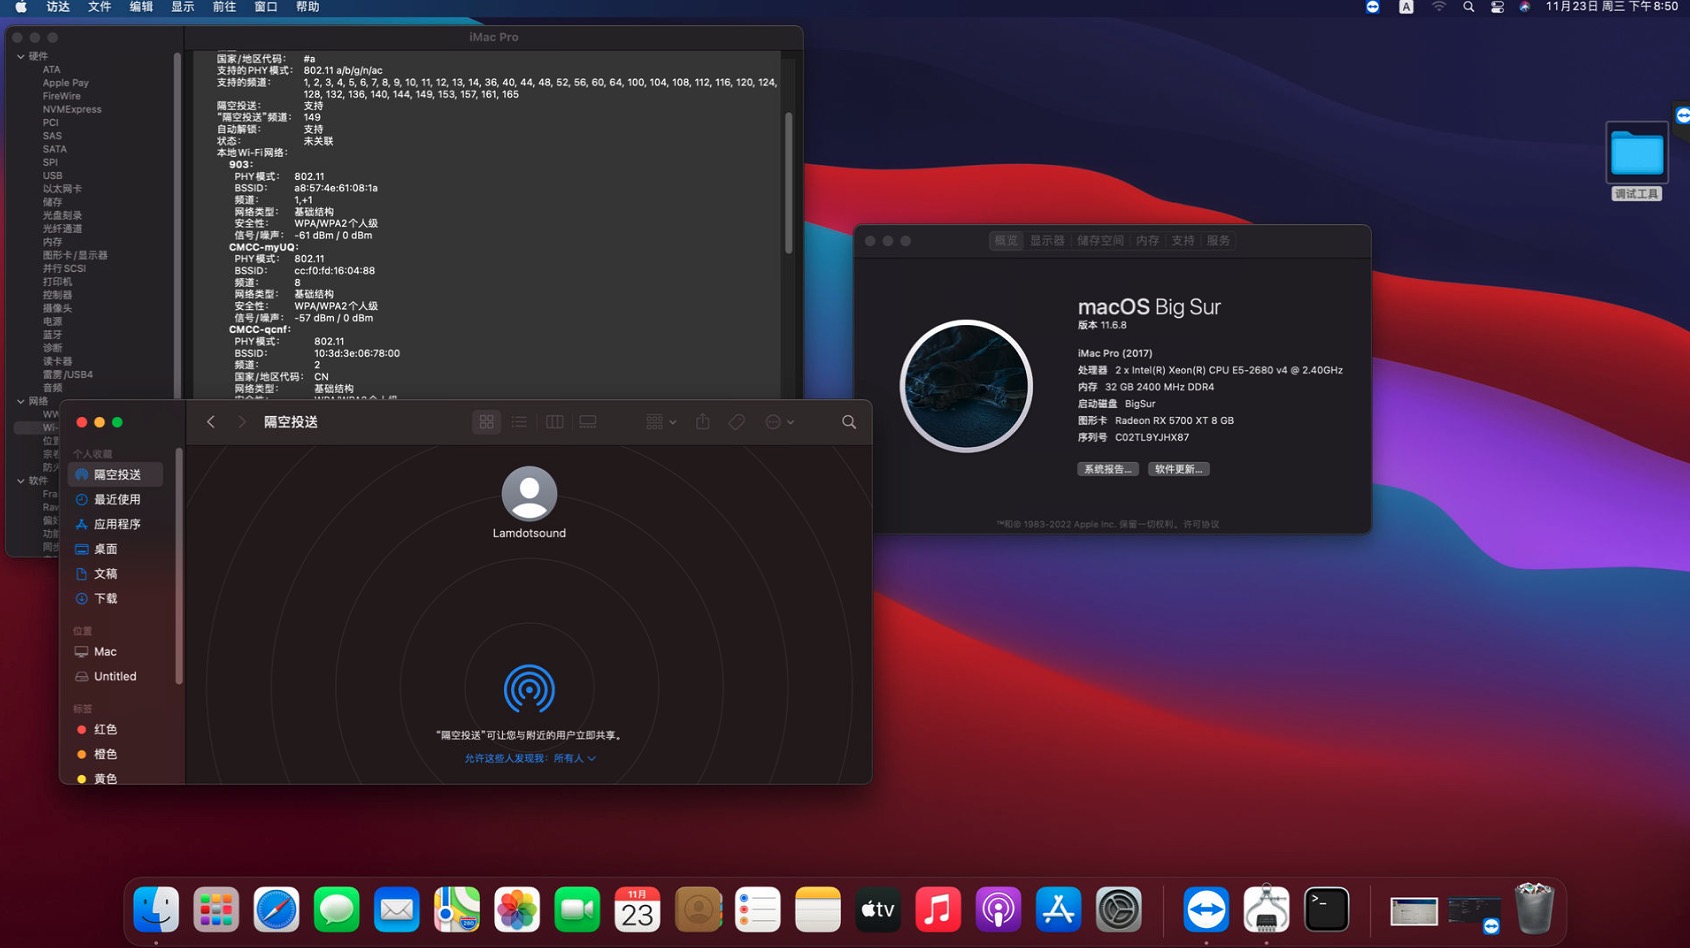 访达 文件 编辑 显示 前往 窗口 帮助
A
11月23日 周三 下午8:50
iMac Pro
硬件
ATA
Apple Pay
FireWire
NVMExpress
PCI
SAS
SATA
SPI
USB
以太网卡
储存
光盘刻录
光纤通道
内存
图形卡/显示器
并行SCSI
打印机
控制器
摄像头
电源
蓝牙
诊断
读卡器
雷雳/USB4
音频
网络
软件
国家/地区代码： #a
支持的PHY模式： 802.11 a/b/g/n/ac
支持的频道： 1, 2, 3, 4, 5, 6, 7, 8, 9, 10, 11, 12, 13, 14, 36, 40, 44, 48, 52, 56, 60, 64, 100, 104, 108, 112, 116, 120, 124,
128, 132, 136, 140, 144, 149, 153, 157, 161, 165
隔空投送： 支持
“隔空投送”频道： 149
自动解锁： 支持
状态： 未关联
本地Wi-Fi网络：
903：
PHY模式： 802.11
BSSID： a8:57:4e:61:08:1a
频道： 1,+1
网络类型： 基础结构
安全性： WPA/WPA2个人级
信号/噪声： -61 dBm / 0 dBm
CMCC-myUQ：
PHY模式： 802.11
BSSID： cc:f0:fd:16:04:88
频道： 8
网络类型： 基础结构
安全性： WPA/WPA2个人级
信号/噪声： -57 dBm / 0 dBm
CMCC-qcnf：
PHY模式： 802.11
BSSID： 10:3d:3e:06:78:00
频道： 2
国家/地区代码： CN
网络类型： 基础结构
隔空投送
个人收藏
隔空投送
最近使用
应用程序
桌面
文稿
下载
位置
Mac
Untitled
标签
红色
橙色
黄色
Lamdotsound
“隔空投送”可让您与附近的用户立即共享。
允许这些人发现我： 所有人
概览 显示器 储存空间 内存 支持 服务
macOS Big Sur
版本 11.6.8
iMac Pro (2017)
处理器 2 x Intel(R) Xeon(R) CPU E5-2680 v4 @ 2.40GHz
内存 32 GB 2400 MHz DDR4
启动磁盘 BigSur
图形卡 Radeon RX 5700 XT 8 GB
序列号 C02TL9YJHX87
系统报告... 软件更新...
™和© 1983-2022 Apple Inc. 保留一切权利。许可协议
调试工具
11月
23
tv